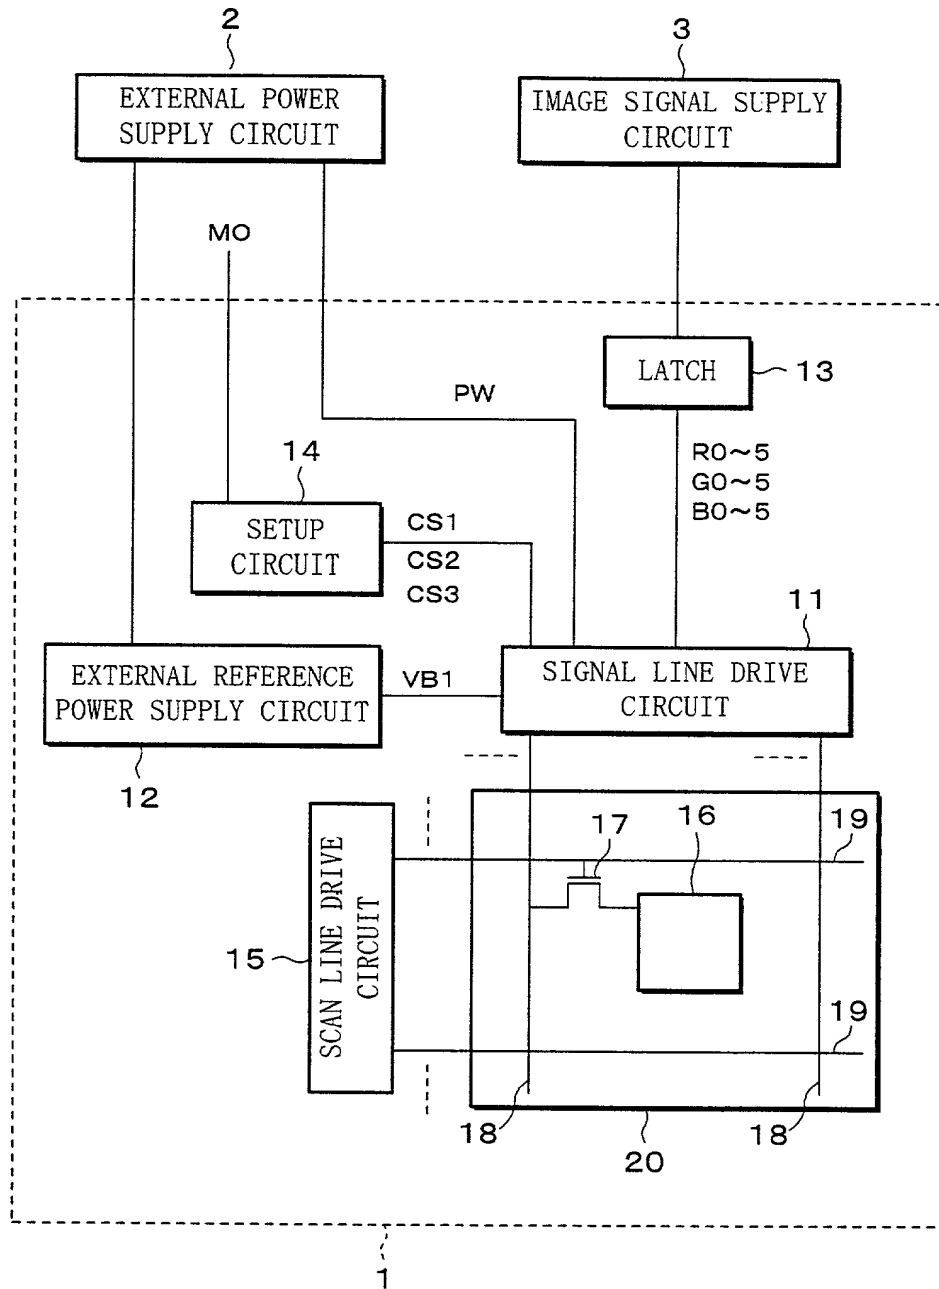 2
3
EXTERNAL POWER
SUPPLY CIRCUIT
IMAGE SIGNAL SUPPLY
CIRCUIT
MO
LATCH
13
PW
R0~5
G0~5
B0~5
14
SETUP
CIRCUIT
CS1
CS2
CS3
11
EXTERNAL REFERENCE
POWER SUPPLY CIRCUIT
VB1
SIGNAL LINE DRIVE
CIRCUIT
12
17
16
19
15
SCAN LINE DRIVE
CIRCUIT
19
18
20
18
1